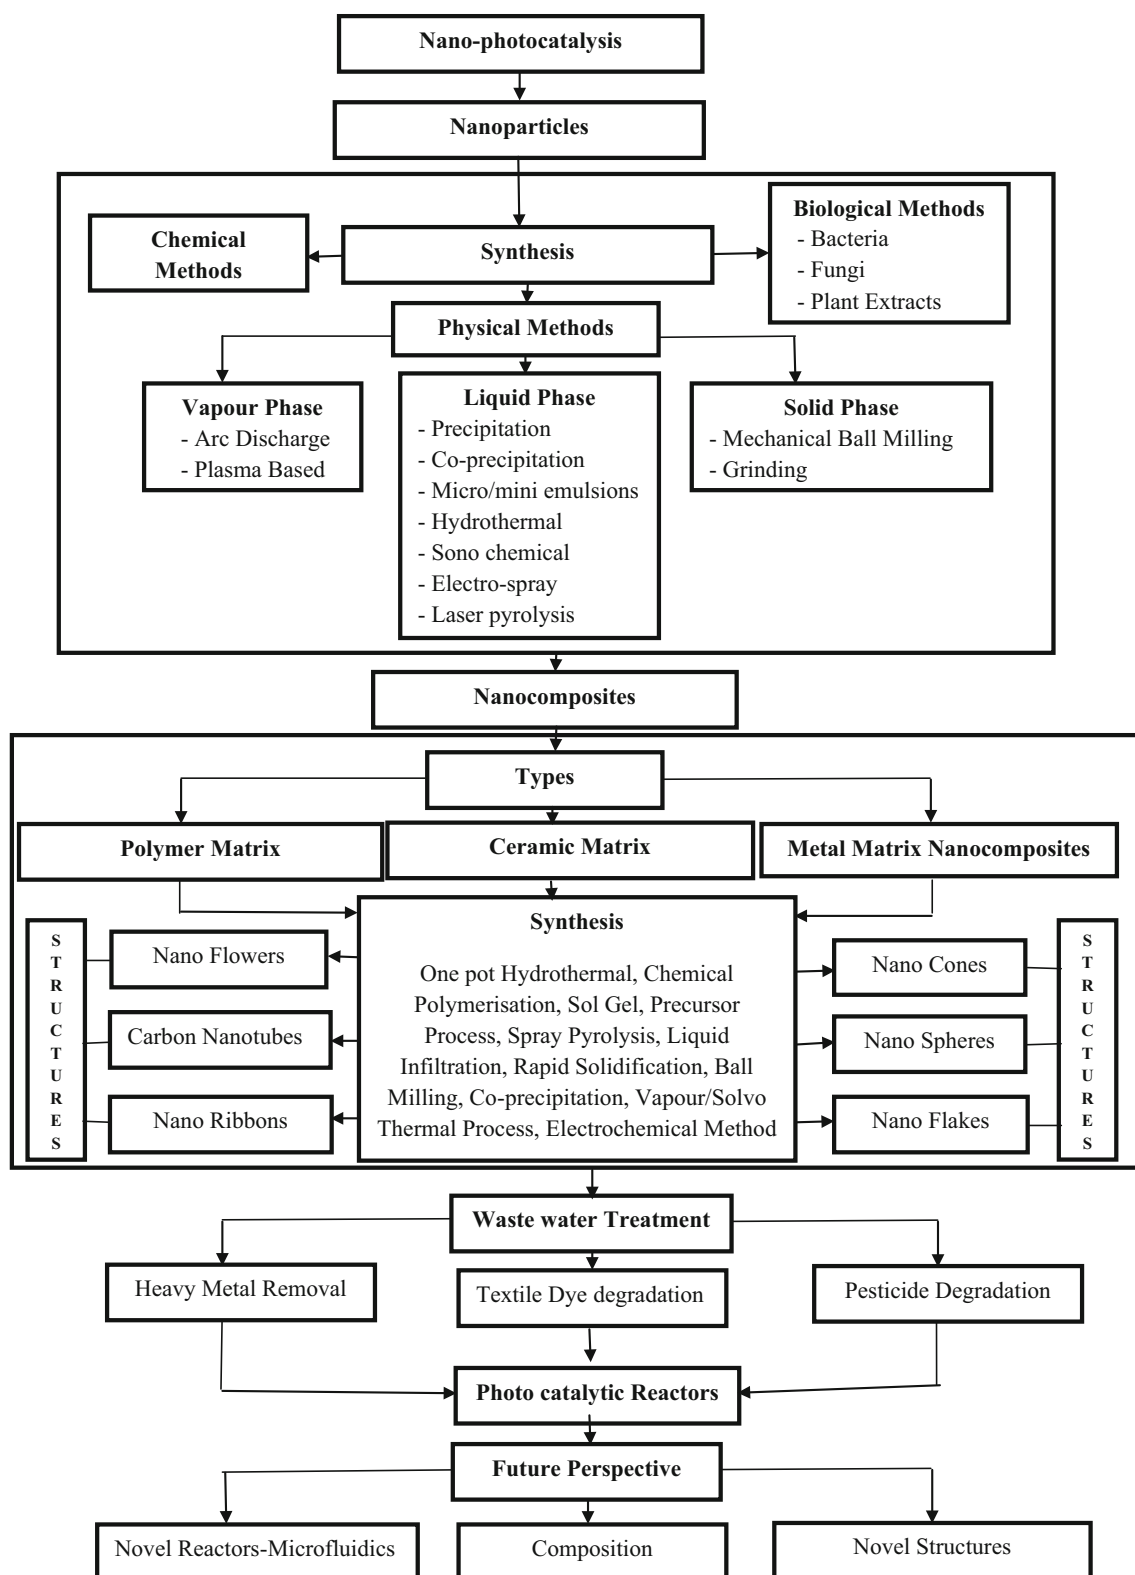 Nano-photocatalysis
Nanoparticles
Chemical
Methods
Synthesis
Biological Methods
- Bacteria
- Fungi
- Plant Extracts
Physical Methods
Vapour Phase
- Arc Discharge
- Plasma Based
Liquid Phase
- Precipitation
- Co-precipitation
- Micro/mini emulsions
- Hydrothermal
- Sono chemical
- Electro-spray
- Laser pyrolysis
Solid Phase
- Mechanical Ball Milling
- Grinding
Nanocomposites
Types
Polymer Matrix
Ceramic Matrix
Metal Matrix Nanocomposites
STRUCTURES
Nano Flowers
Carbon Nanotubes
Nano Ribbons
Synthesis
One pot Hydrothermal, Chemical
Polymerisation, Sol Gel, Precursor
Process, Spray Pyrolysis, Liquid
Infiltration, Rapid Solidification, Ball
Milling, Co-precipitation, Vapour/Solvo
Thermal Process, Electrochemical Method
Nano Cones
Nano Spheres
Nano Flakes
STRUCTURES
Waste water Treatment
Heavy Metal Removal
Textile Dye degradation
Pesticide Degradation
Photo catalytic Reactors
Future Perspective
Novel Reactors-Microfluidics
Composition
Novel Structures